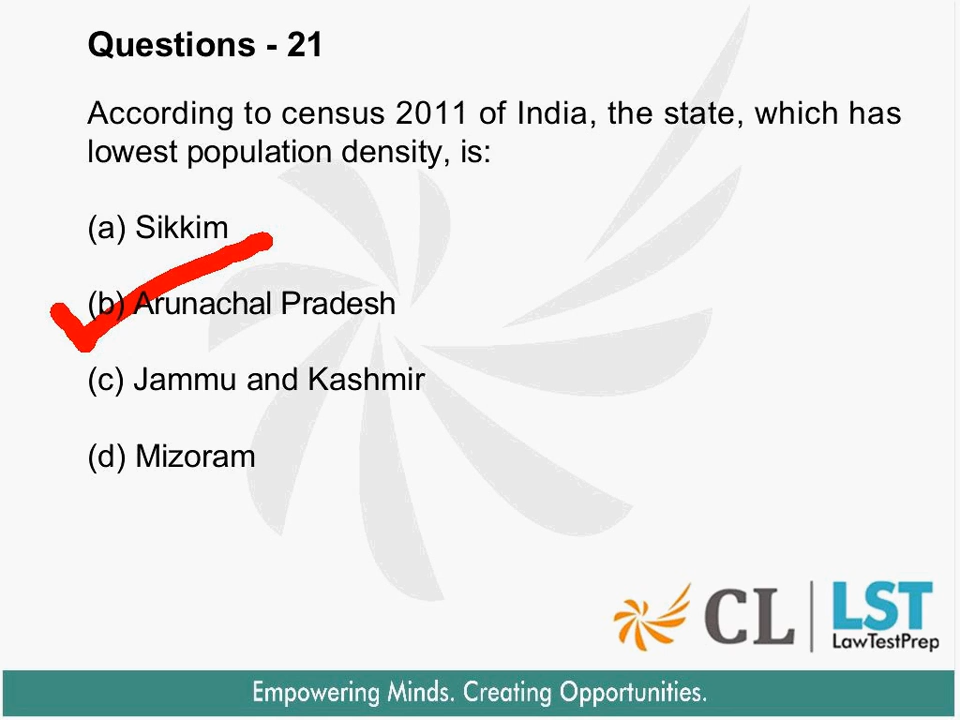 Questions - 21
According to census 2011 of India, the state, which has
lowest population density, is:
(a) Sikkim
(b) Arunachal Pradesh
(c) Jammu and Kashmir
(d) Mizoram
CL LST
LawTestPrep
Empowering Minds. Creating Opportunities.